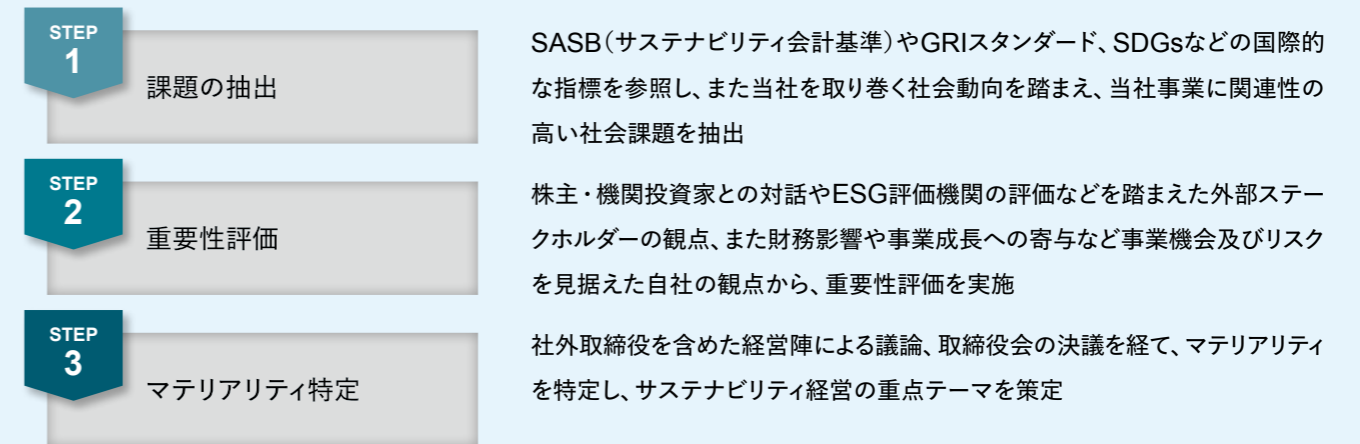 STEP
1
課題の抽出
SASB（サステナビリティ会計基準）やGRIスタンダード、SDGsなどの国際的
な指標を参照し、また当社を取り巻く社会動向を踏まえ、当社事業に関連性の
高い社会課題を抽出
STEP
2
重要性評価
株主・機関投資家との対話やESG評価機関の評価などを踏まえた外部ステー
クホルダーの観点、また財務影響や事業成長への寄与など事業機会及びリスク
を見据えた自社の観点から、重要性評価を実施
STEP
3
マテリアリティ特定
社外取締役を含めた経営陣による議論、取締役会の決議を経て、マテリアリティ
を特定し、サステナビリティ経営の重点テーマを策定